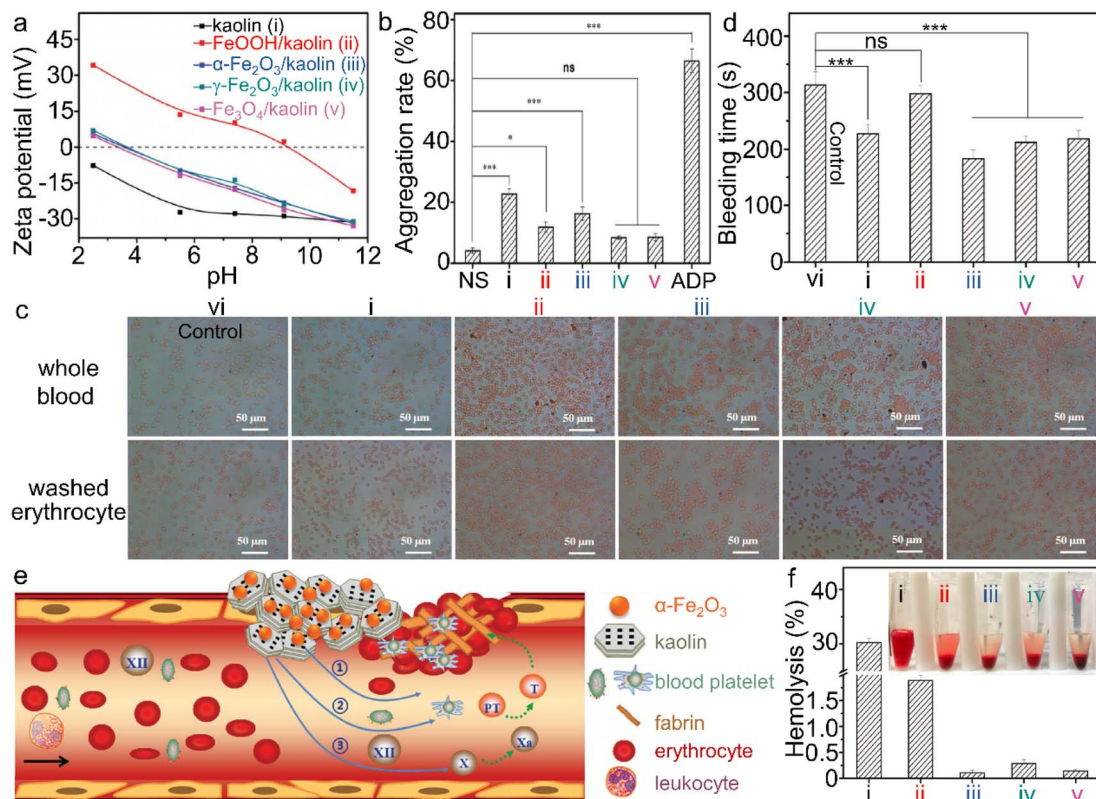 a
Zeta potential (mV)
45
30
15
0
-15
-30
2
4
6
8
10
12
pH
kaolin (i)
FeOOH/kaolin (ii)
α-Fe₂O₃/kaolin (iii)
γ-Fe₂O₃/kaolin (iv)
Fe₃O₄/kaolin (v)
b
Aggregation rate (%)
80
60
40
20
0
***
ns
***
*
***
NS i ii iii iv v ADP
d
Bleeding time (s)
400
300
200
100
0
***
ns
***
Control
vi i ii iii iv v
c
vi i ii iii iv v
whole
blood
Control
50 μm 50 μm 50 μm 50 μm 50 μm 50 μm
washed
erythrocyte
50 μm 50 μm 50 μm 50 μm 50 μm 50 μm
e
XII
①
②
③
XII
PT
T
X
Xa
α-Fe₂O₃
kaolin
blood platelet
fabrin
erythrocyte
leukocyte
f
Hemolysis (%)
40
30
1.5
1.0
0.5
0
i ii iii iv v
i ii iii iv v